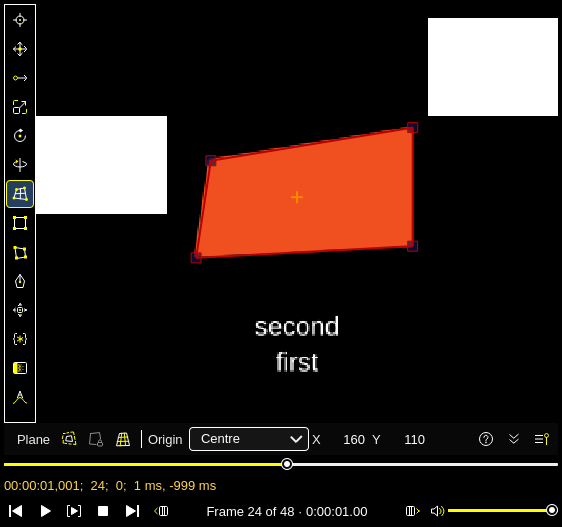 second
first
Plane
Origin
Centre
X
160
Y
110
00:00:01,001; 24; 0; 1 ms, -999 ms
Frame 24 of 48 · 0:00:01.00